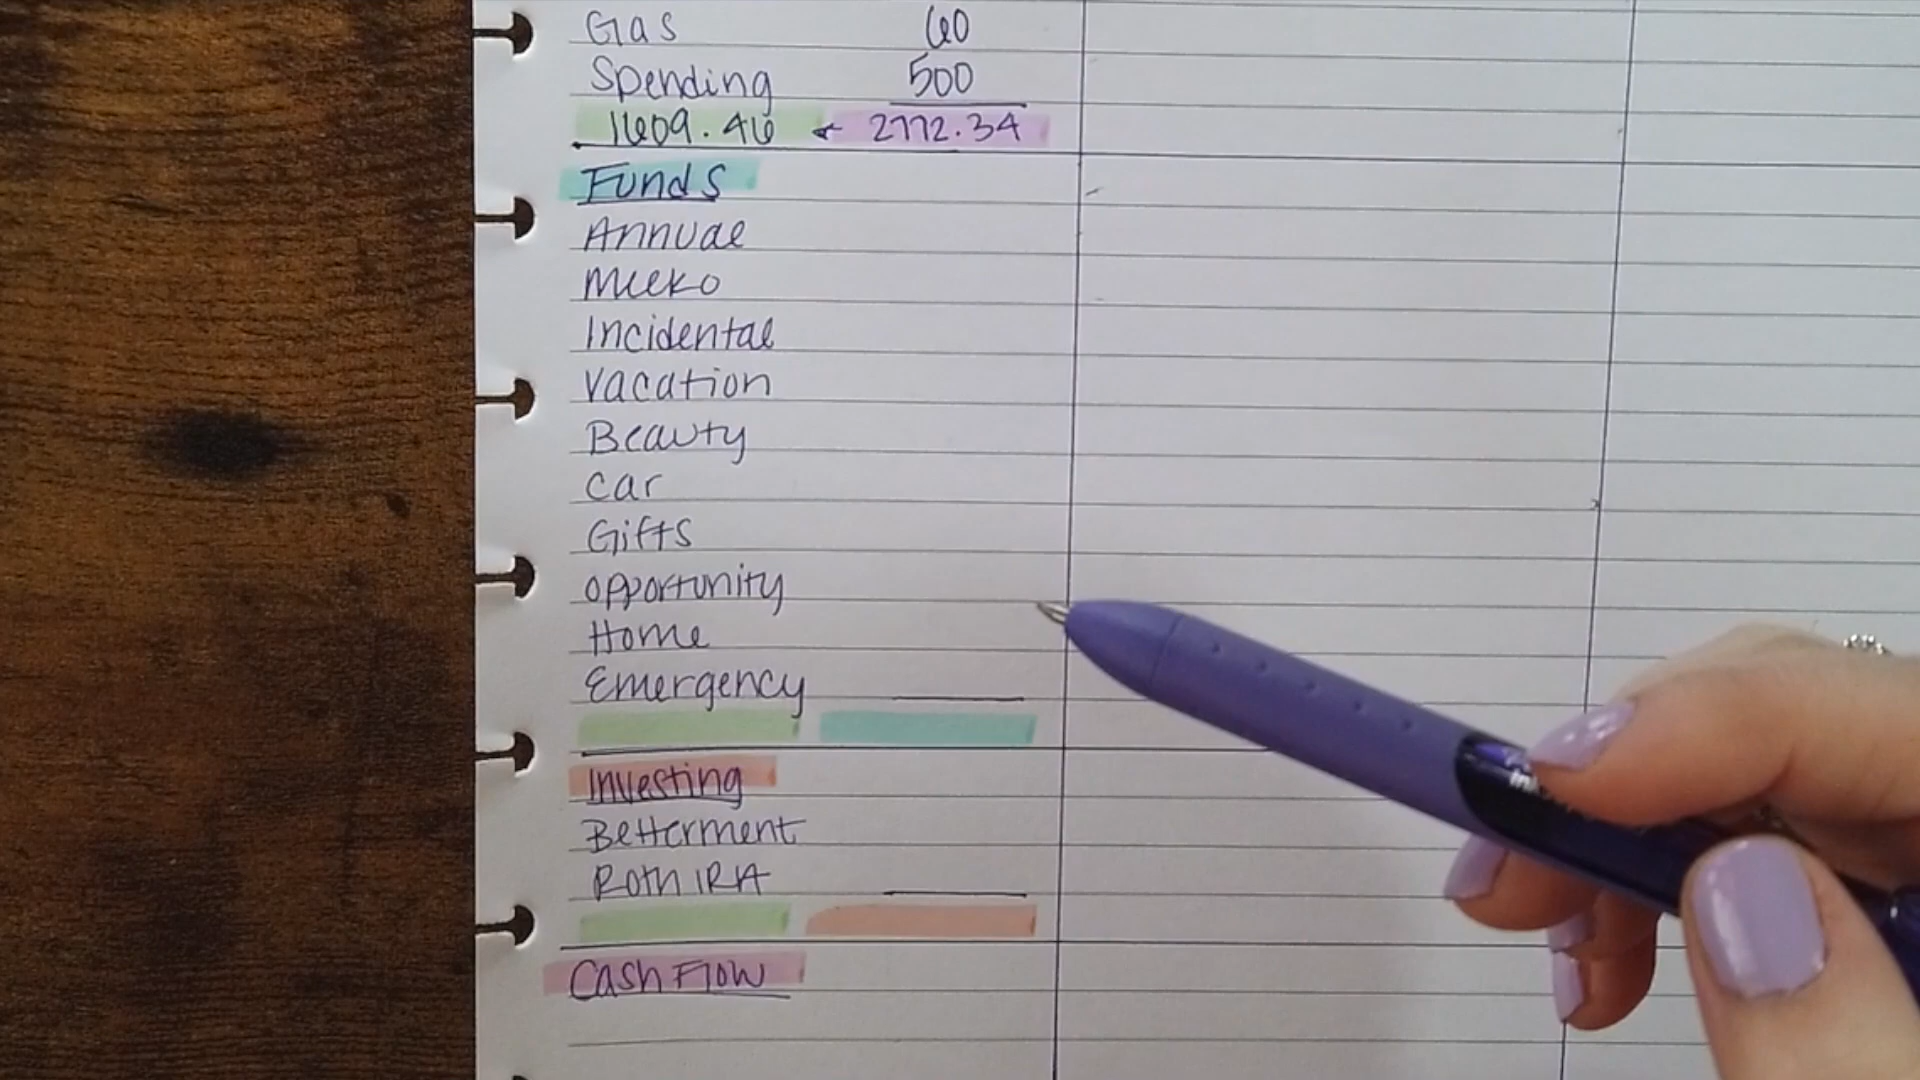 Gas 60
Spending 500
1609.46 ← 2772.34
Funds
Annual
Meeko
Incidental
Vacation
Beauty
Car
Gifts
Opportunity
Home
Emergency
Investing
Betterment
Roth IRA
Cash Flow